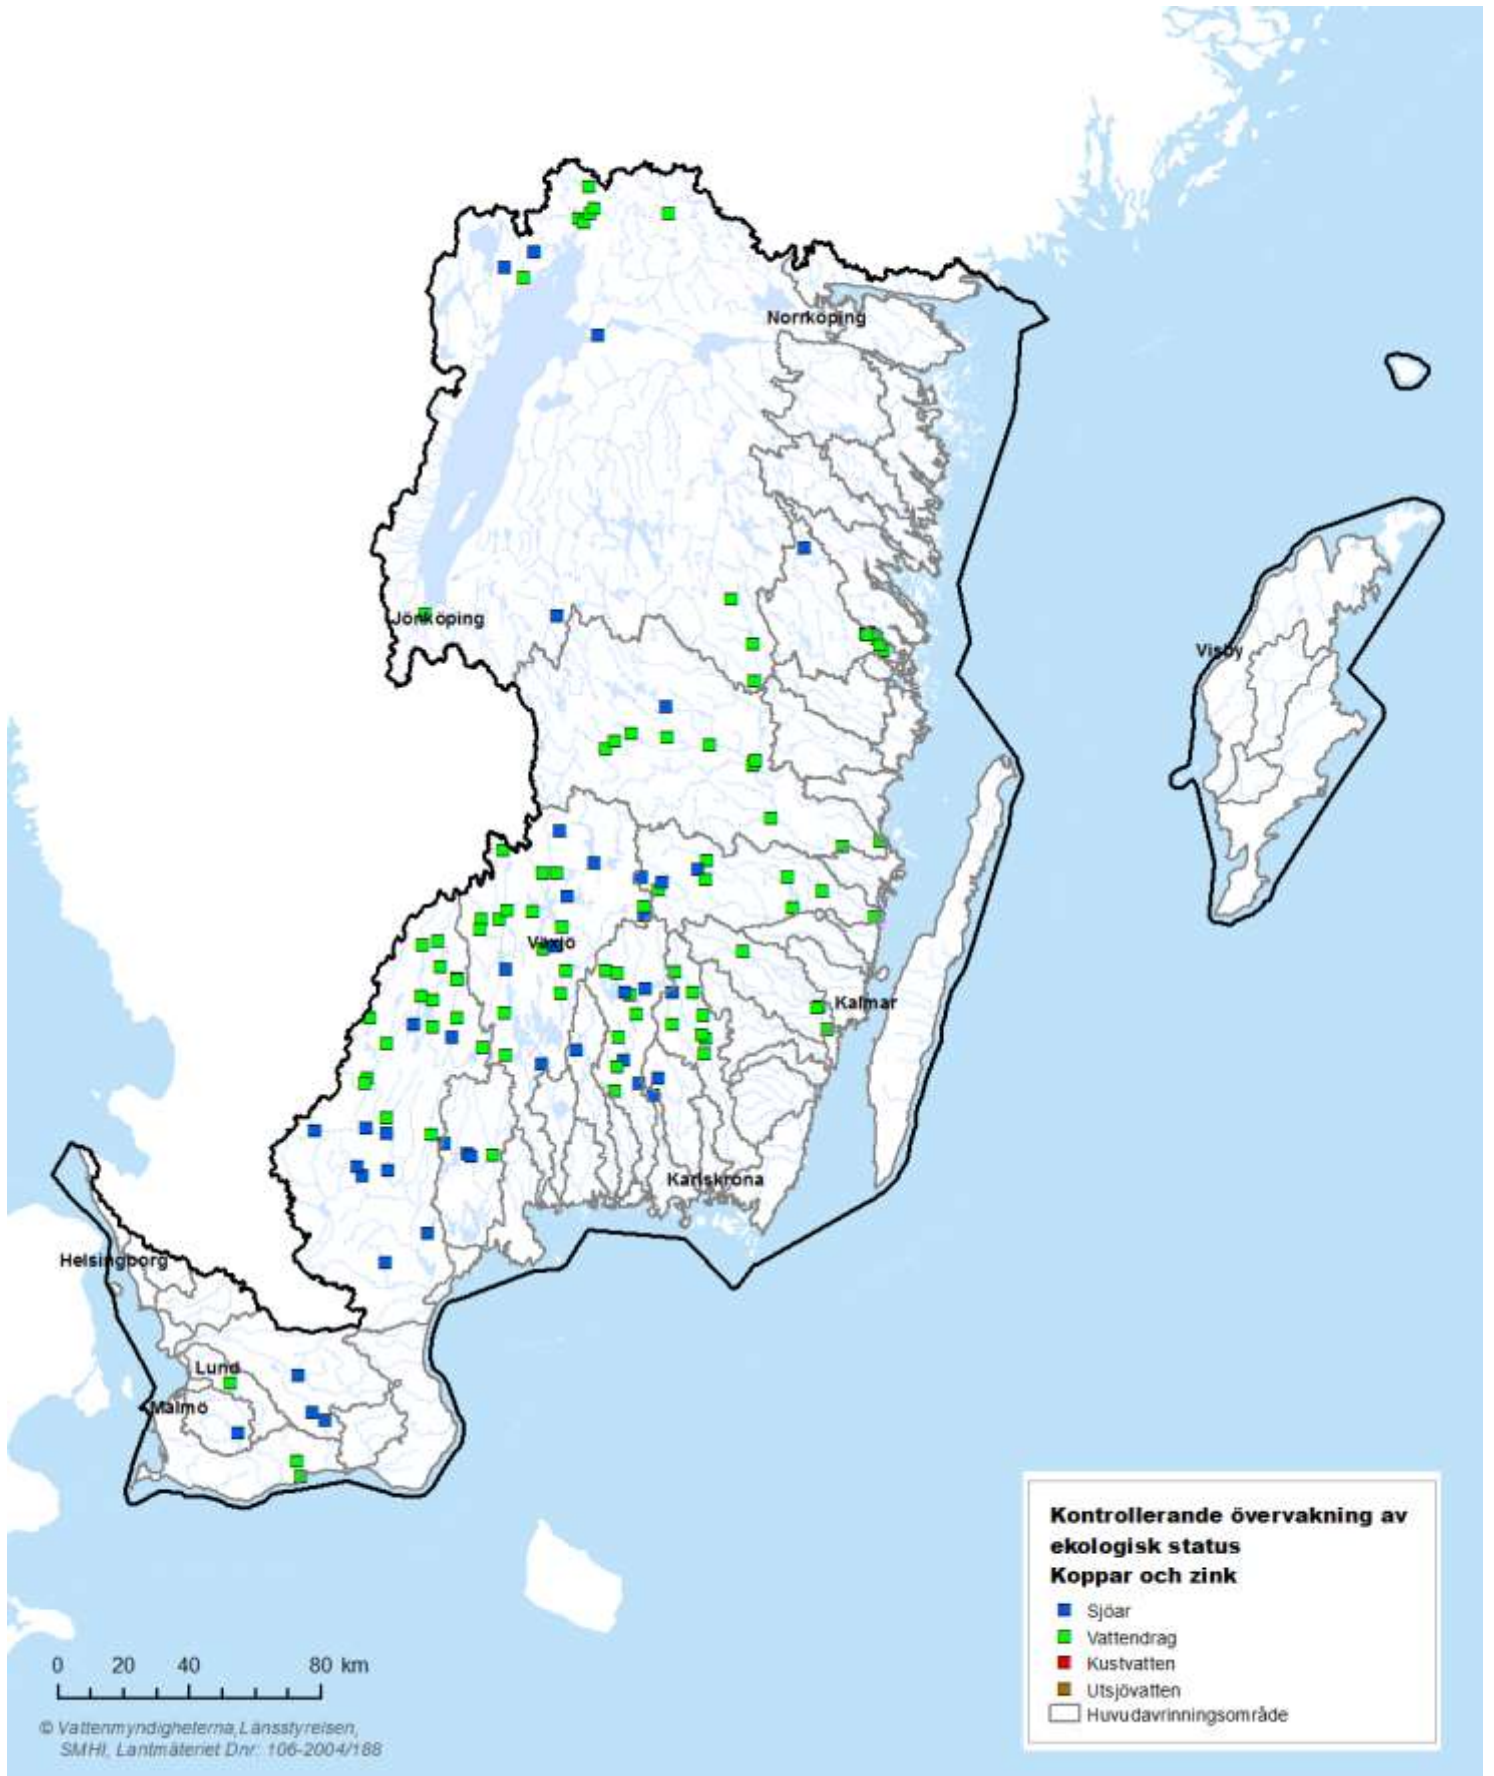 Norrköping
Jönköping
Visby
Växjö
Kalmar
Karlskrona
Helsingborg
Lund
Malmö
Kontrollerande övervakning av
ekologisk status
Koppar och zink
Sjöar
Vattendrag
Kustvatten
Utsjövatten
Huvudavrinningsområde
0 20 40 80 km
© Vattenmyndigheterna,Länsstyrelsen,
SMHI, Lantmäteriet Dnr: 106-2004/188